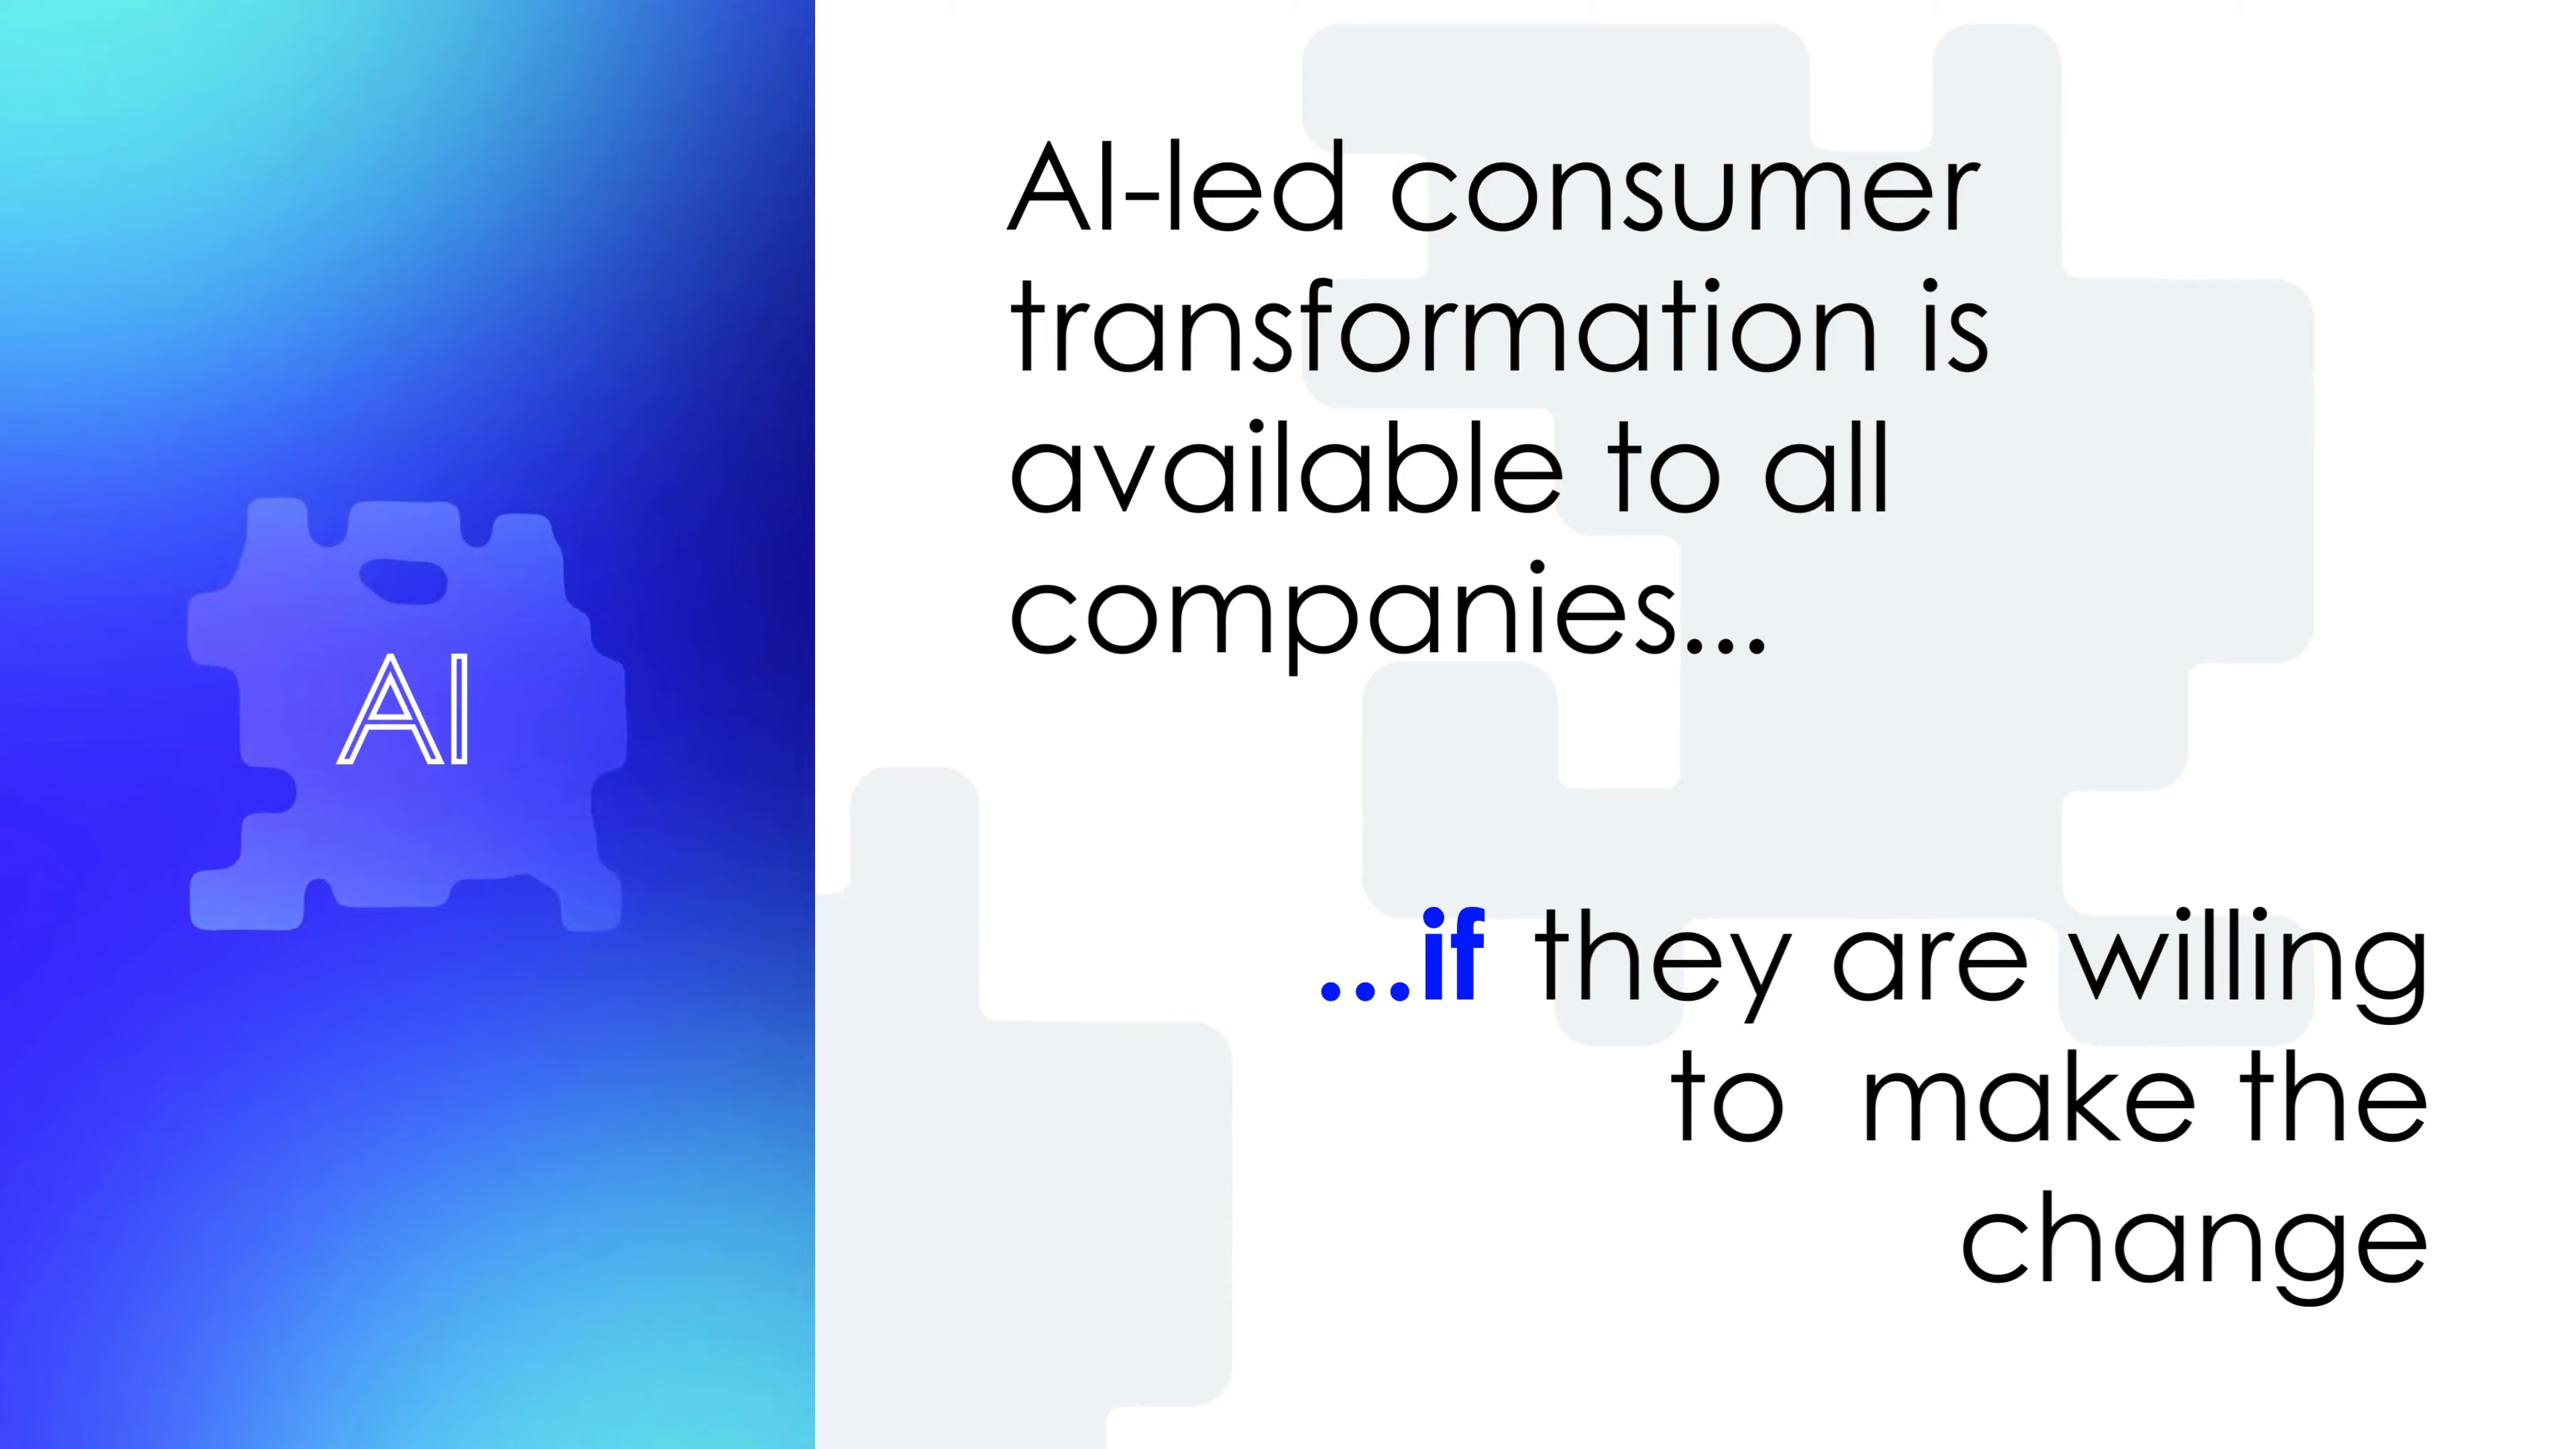 AI
AI-led consumer
transformation is
available to all
companies...
...if they are willing
to  make the
change